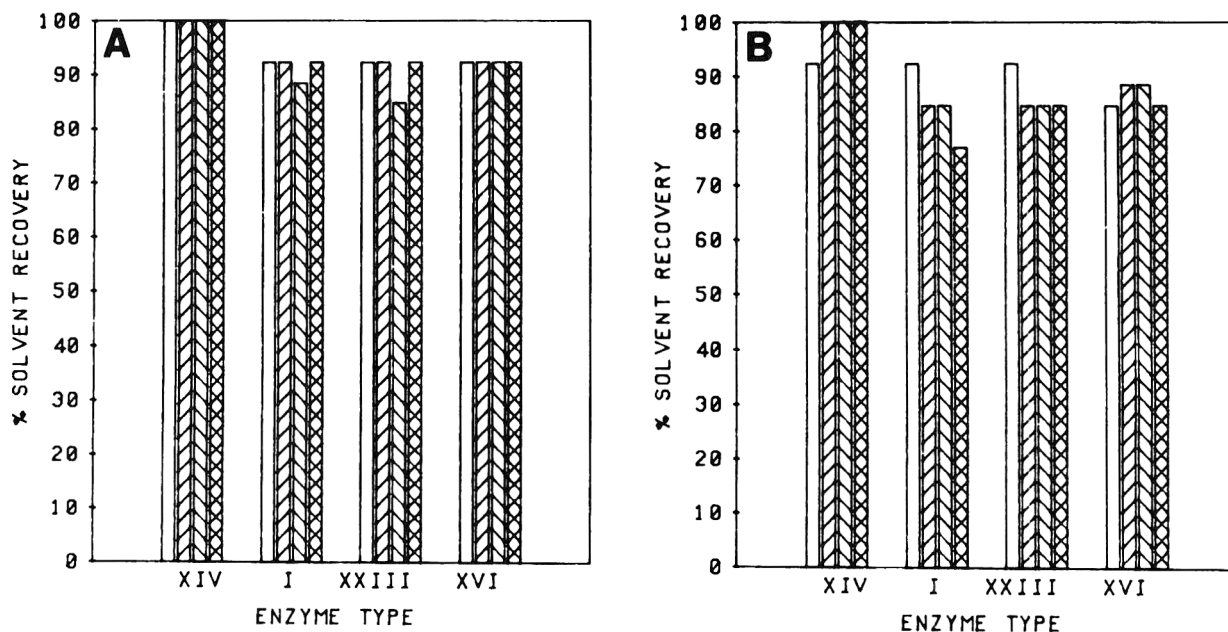 A
100
90
80
70
60
50
40
30
20
10
0
% SOLVENT RECOVERY
XIV I XXIII XVI
ENZYME TYPE
B
100
90
80
70
60
50
40
30
20
10
0
% SOLVENT RECOVERY
XIV I XXIII XVI
ENZYME TYPE